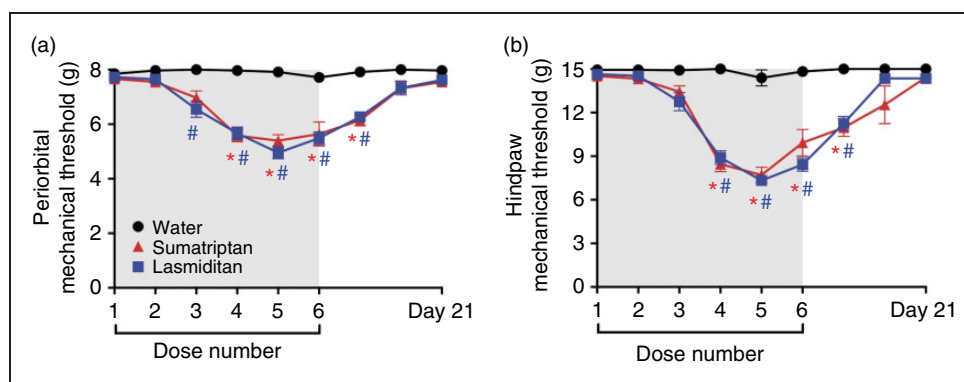 (a)
Periorbital
mechanical threshold (g)
8
6
4
2
0
Water
Sumatriptan
Lasmiditan
#
* #
* #
* #
* #
1 2 3 4 5 6 Day 21
Dose number
(b)
Hindpaw
mechanical threshold (g)
15
12
9
6
3
0
* #
* #
* #
* #
1 2 3 4 5 6 Day 21
Dose number